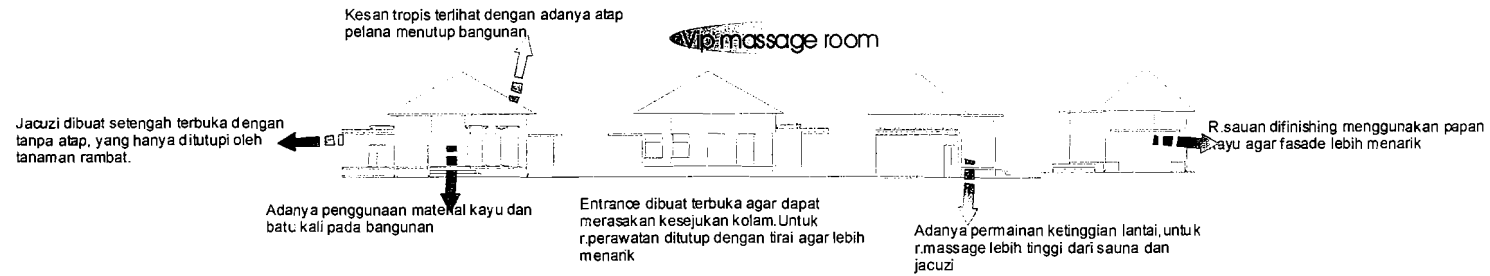 Kesan tropis terlihat dengan adanya atap
pelana menutup bangunan
Vip massage room
Jacuzi dibuat setengah terbuka dengan
tanpa atap, yang hanya ditutupi oleh
tanaman rambat.
R.sauan difinishing menggunakan papan
kayu agar fasade lebih menarik
Adanya penggunaan material kayu dan
batu kali pada bangunan
Entrance dibuat terbuka agar dapat
merasakan kesejukan kolam.Untuk
r.perawatan ditutup dengan tirai agar lebih
menarik
Adanya permainan ketinggian lantai,untuk
r.massage lebih tinggi dari sauna dan
jacuzi